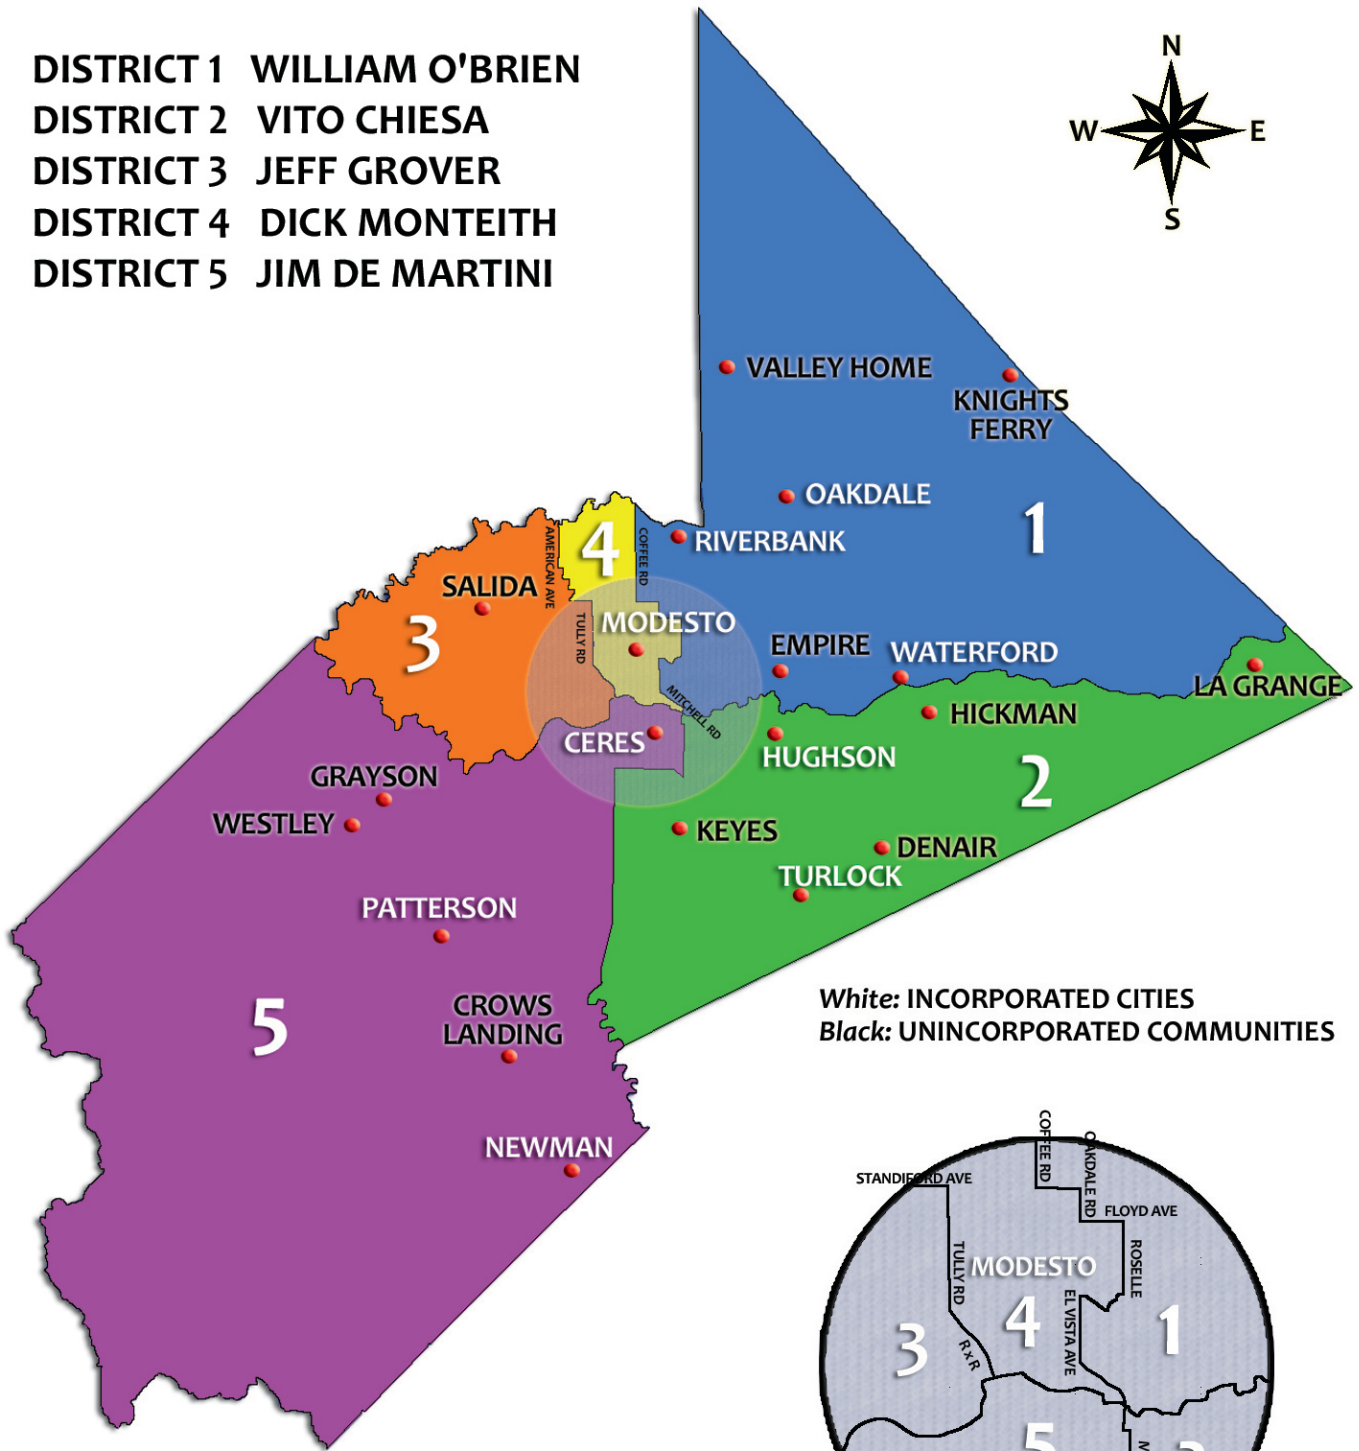 DISTRICT 1 WILLIAM O'BRIEN
DISTRICT 2 VITO CHIESA
DISTRICT 3 JEFF GROVER
DISTRICT 4 DICK MONTEITH
DISTRICT 5 JIM DE MARTINI
N
W E
S
VALLEY HOME
KNIGHTS
FERRY
OAKDALE
1
RIVERBANK
4
COFFEE RD
AMERICAN AVE
SALIDA
3
TULLY RD
MODESTO
EMPIRE
WATERFORD
LA GRANGE
MITCHELL RD
HICKMAN
CERES
HUGHSON
2
GRAYSON
WESTLEY
KEYES
DENAIR
TURLOCK
PATTERSON
5
CROWS
LANDING
NEWMAN
White: INCORPORATED CITIES
Black: UNINCORPORATED COMMUNITIES
COFFEE RD
OAKDALE RD
STANDIFORD AVE
FLOYD AVE
ROSELLE
TULLY RD
MODESTO
EL VISTA AVE
4
1
3
RxR
5